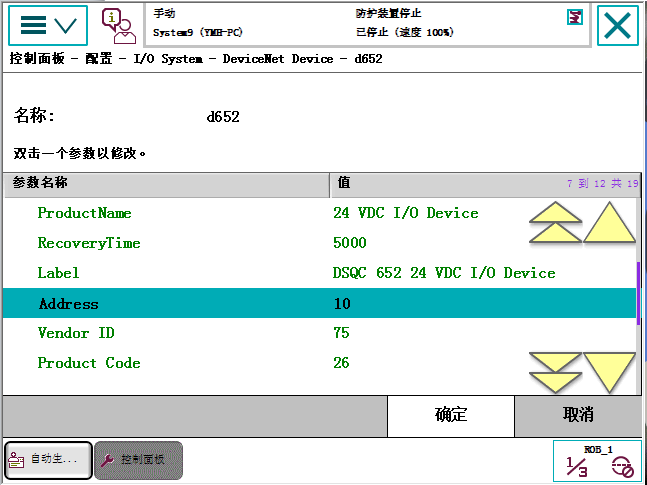 手动
防护装置停止
System9 (YMH-PC)
已停止 (速度 100%)
控制面板 - 配置 - I/O System - DeviceNet Device - d652
名称:
d652
双击一个参数以修改。
参数名称
值
7 到 12 共 19
ProductName
24 VDC I/O Device
RecoveryTime
5000
Label
DSQC 652 24 VDC I/O Device
Address
10
Vendor ID
75
Product Code
26
确定
取消
自动生...
控制面板
ROB_1
1/3